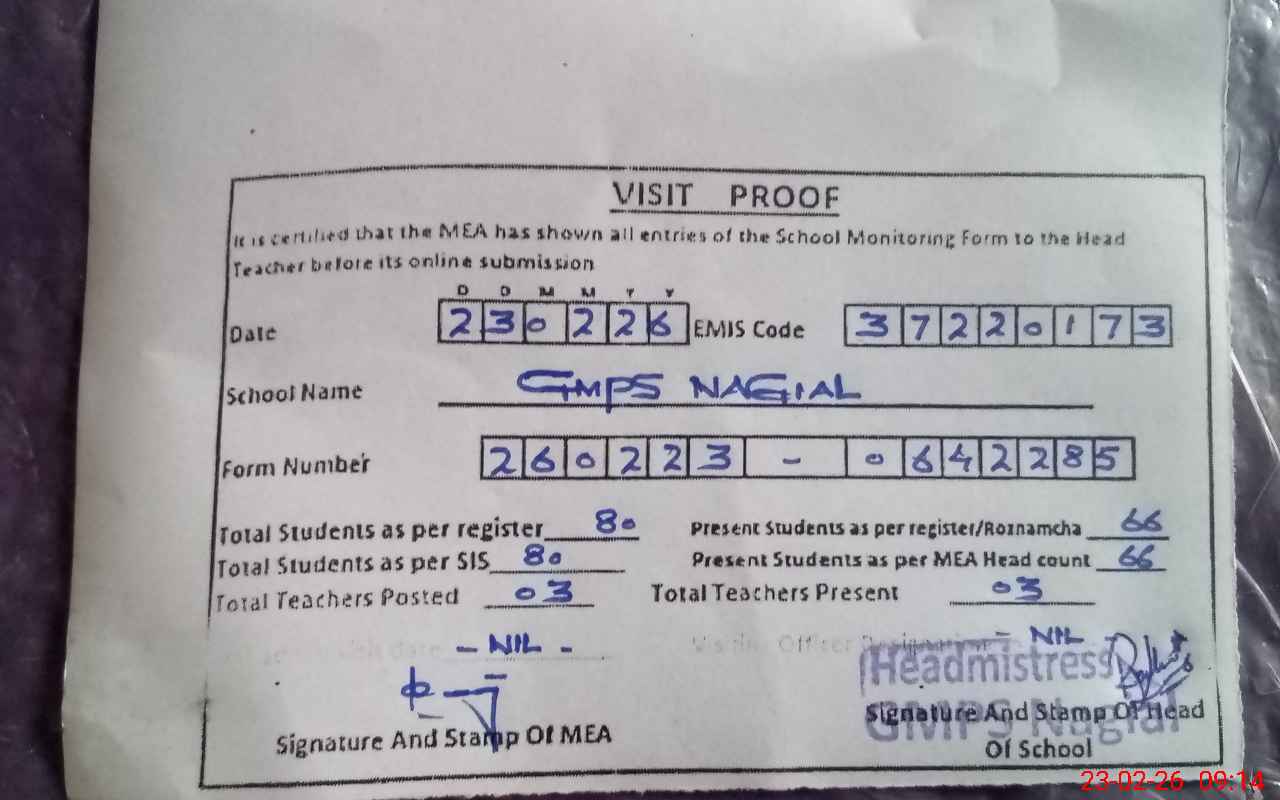 VISIT PROOF
It is certified that the MEA has shown all entries of the School Monitoring Form to the Head
Teacher before its online submission
D D M M Y Y
Date 230226 EMIS Code 37220173
School Name GMPS NAGIAL
Form Number 260223-0642285
Total Students as per register 80 Present Students as per register/Roznamcha 66
Total Students as per SIS 80 Present Students as per MEA Head count 66
Total Teachers Posted 03 Total Teachers Present 03
date - NIL - Visiting Officer Designation - NIL
Headmistress
GMPS Nagial
Signature And Stamp Of MEA Signature And Stamp Of Head
Of School
23-02-26 09:14